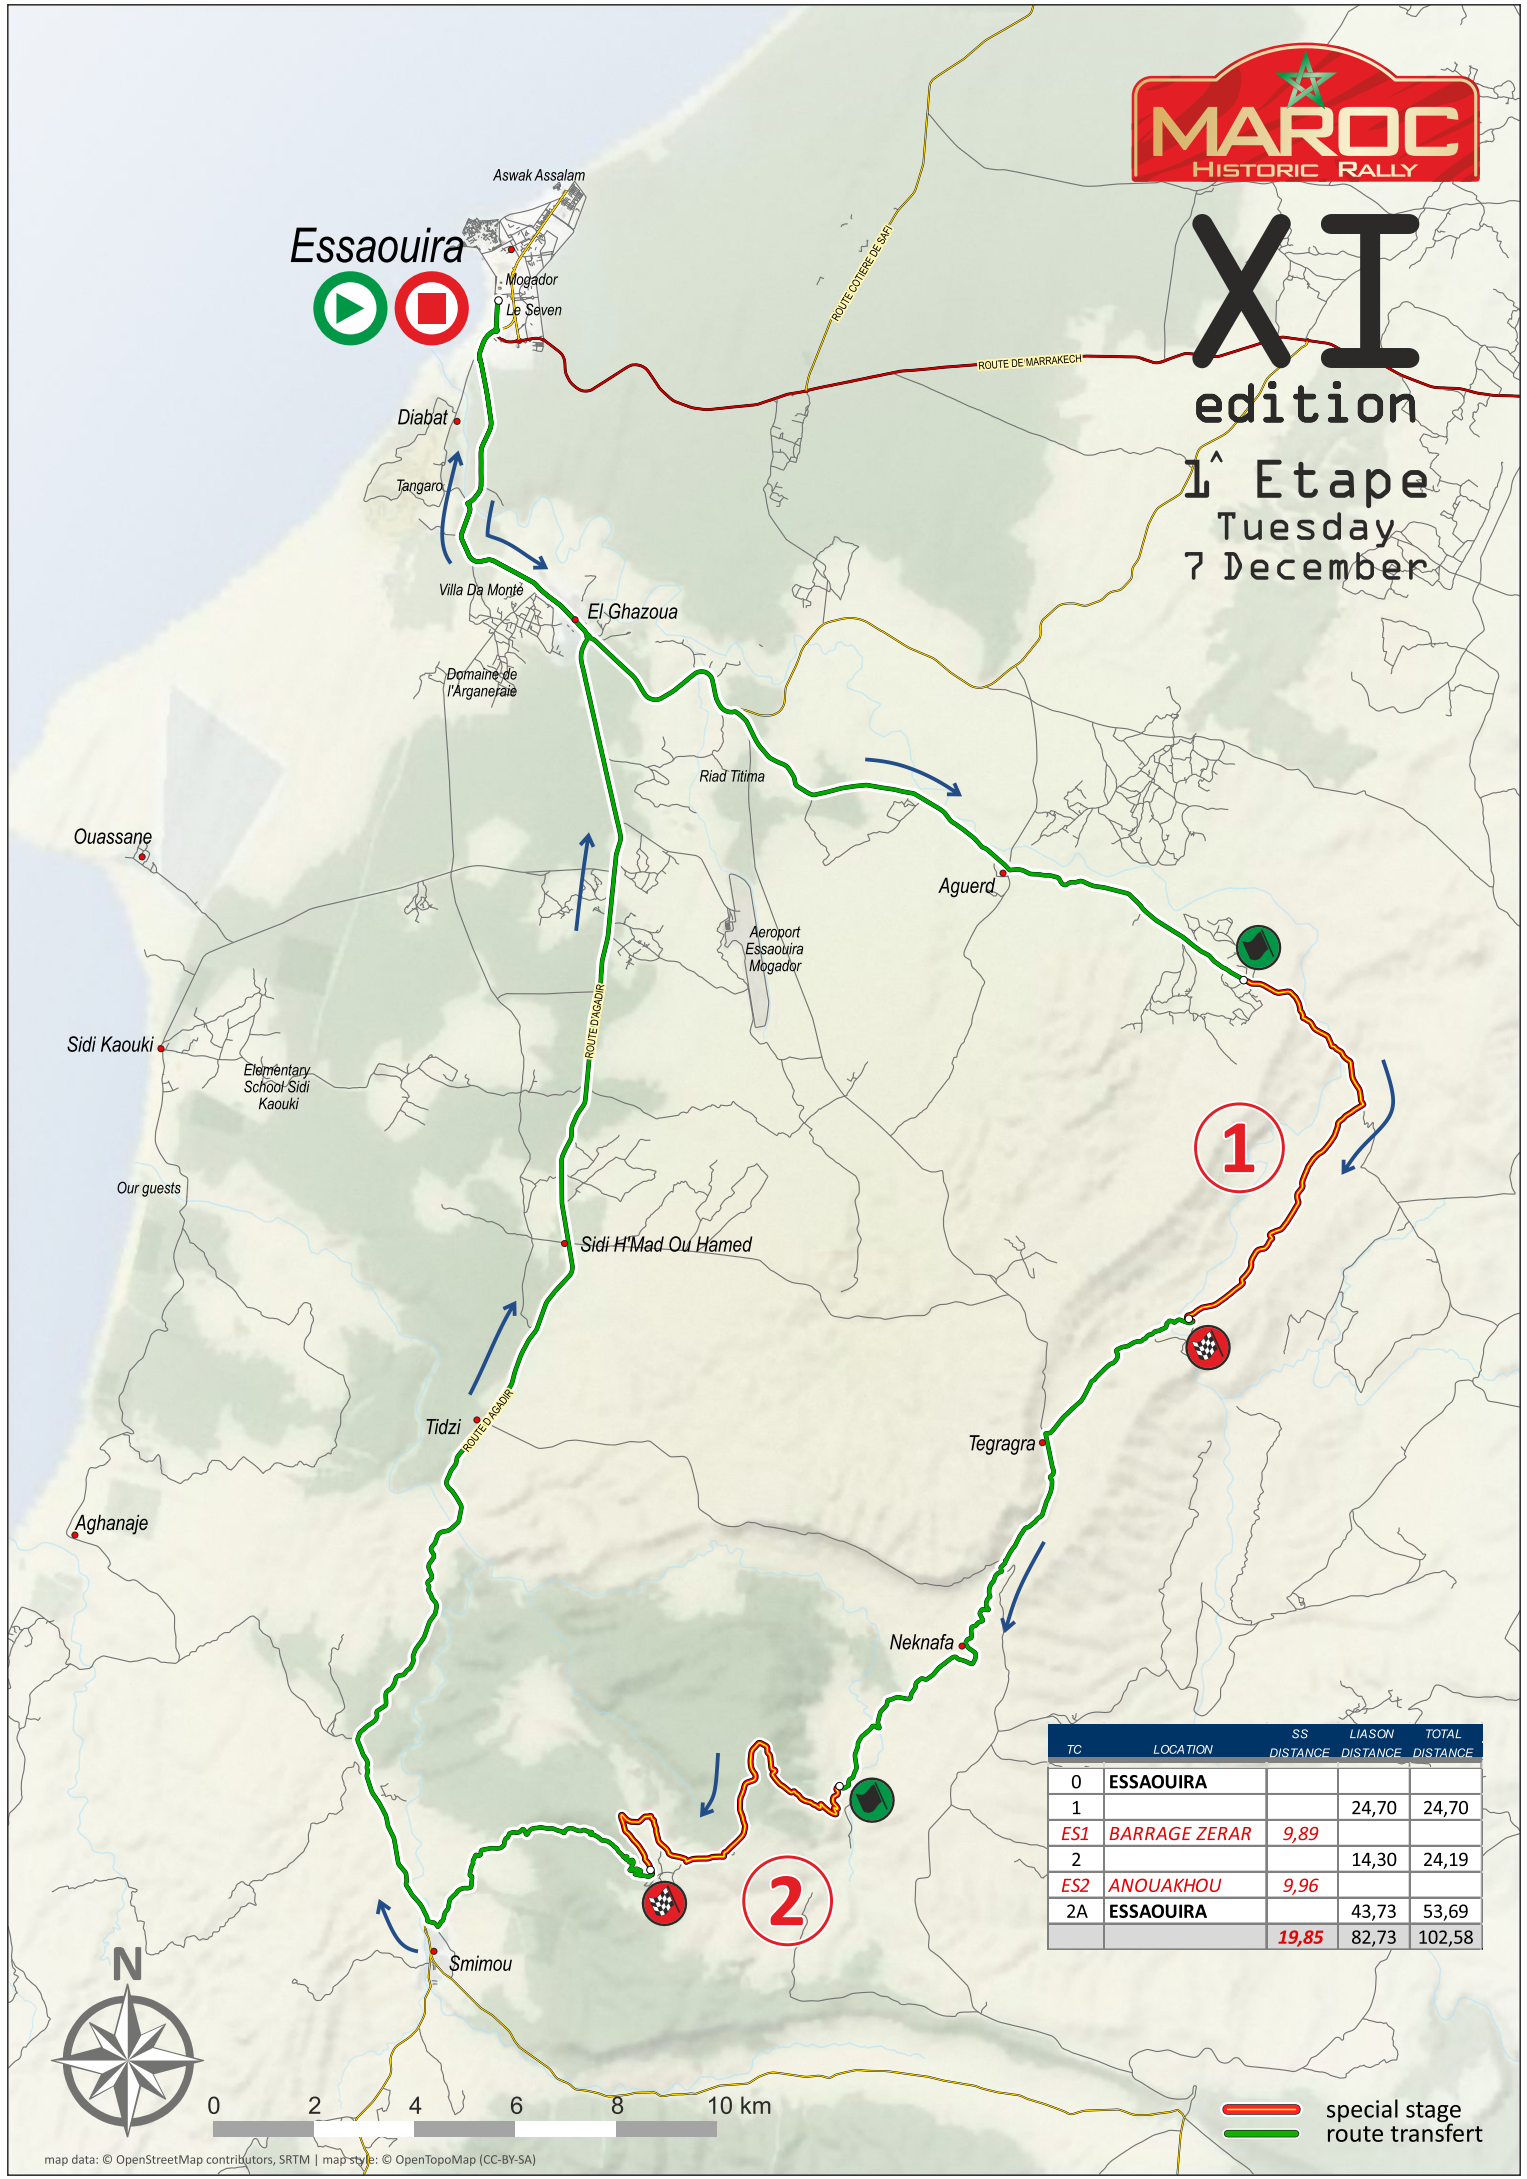 MAROC
HISTORIC RALLY
XI
edition
1^ Etape
Tuesday
7 December
Aswak Assalam
Essaouira
Mogador
Le Seven
ROUTE COTIERE DE SAFI
ROUTE DE MARRAKECH
Diabat
Tangaro
Villa Da Monte
El Ghazoua
Domaine de
l'Arganeraie
Riad Titima
Ouassane
Aguerd
Aeroport
Essaouira
Mogador
ROUTE D'AGADIR
Sidi Kaouki
Elementary
School Sidi
Kaouki
1
Our guests
Sidi H'Mad Ou Hamed
Tidzi
ROUTE D'AGADIR
Tegragra
Aghanaje
Neknafa
2
Smimou
TC LOCATION SS DISTANCE LIASON DISTANCE TOTAL DISTANCE
0 ESSAOUIRA
1 24,70 24,70
ES1 BARRAGE ZERAR 9,89
2 14,30 24,19
ES2 ANOUAKHOU 9,96
2A ESSAOUIRA 43,73 53,69
19,85 82,73 102,58
N
0 2 4 6 8 10 km
special stage
route transfert
map data: © OpenStreetMap contributors, SRTM | map style: © OpenTopoMap (CC-BY-SA)